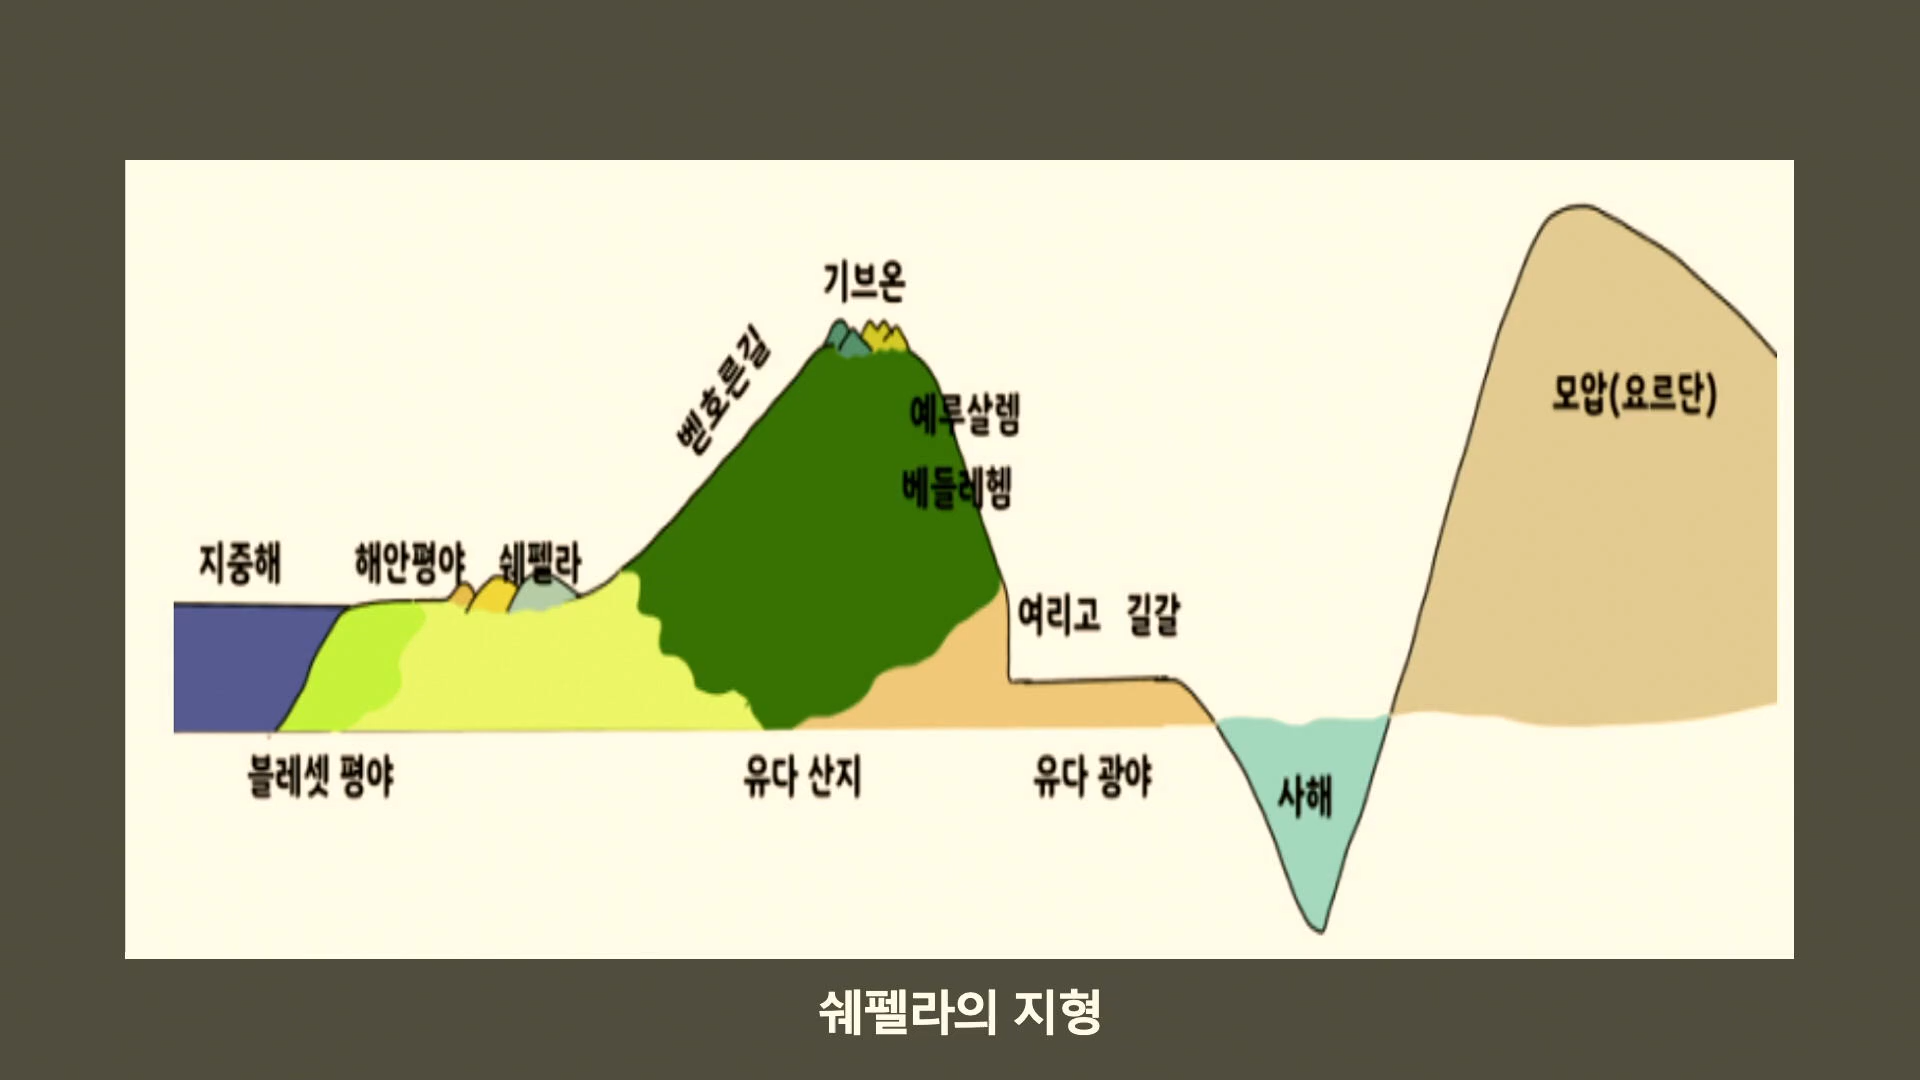 기브온
벧호른길
예루살렘
베들레헴
모압(요르단)
지중해
해안평야
쉐펠라
여리고
길갈
블레셋 평야
유다 산지
유다 광야
사해
쉐펠라의 지형